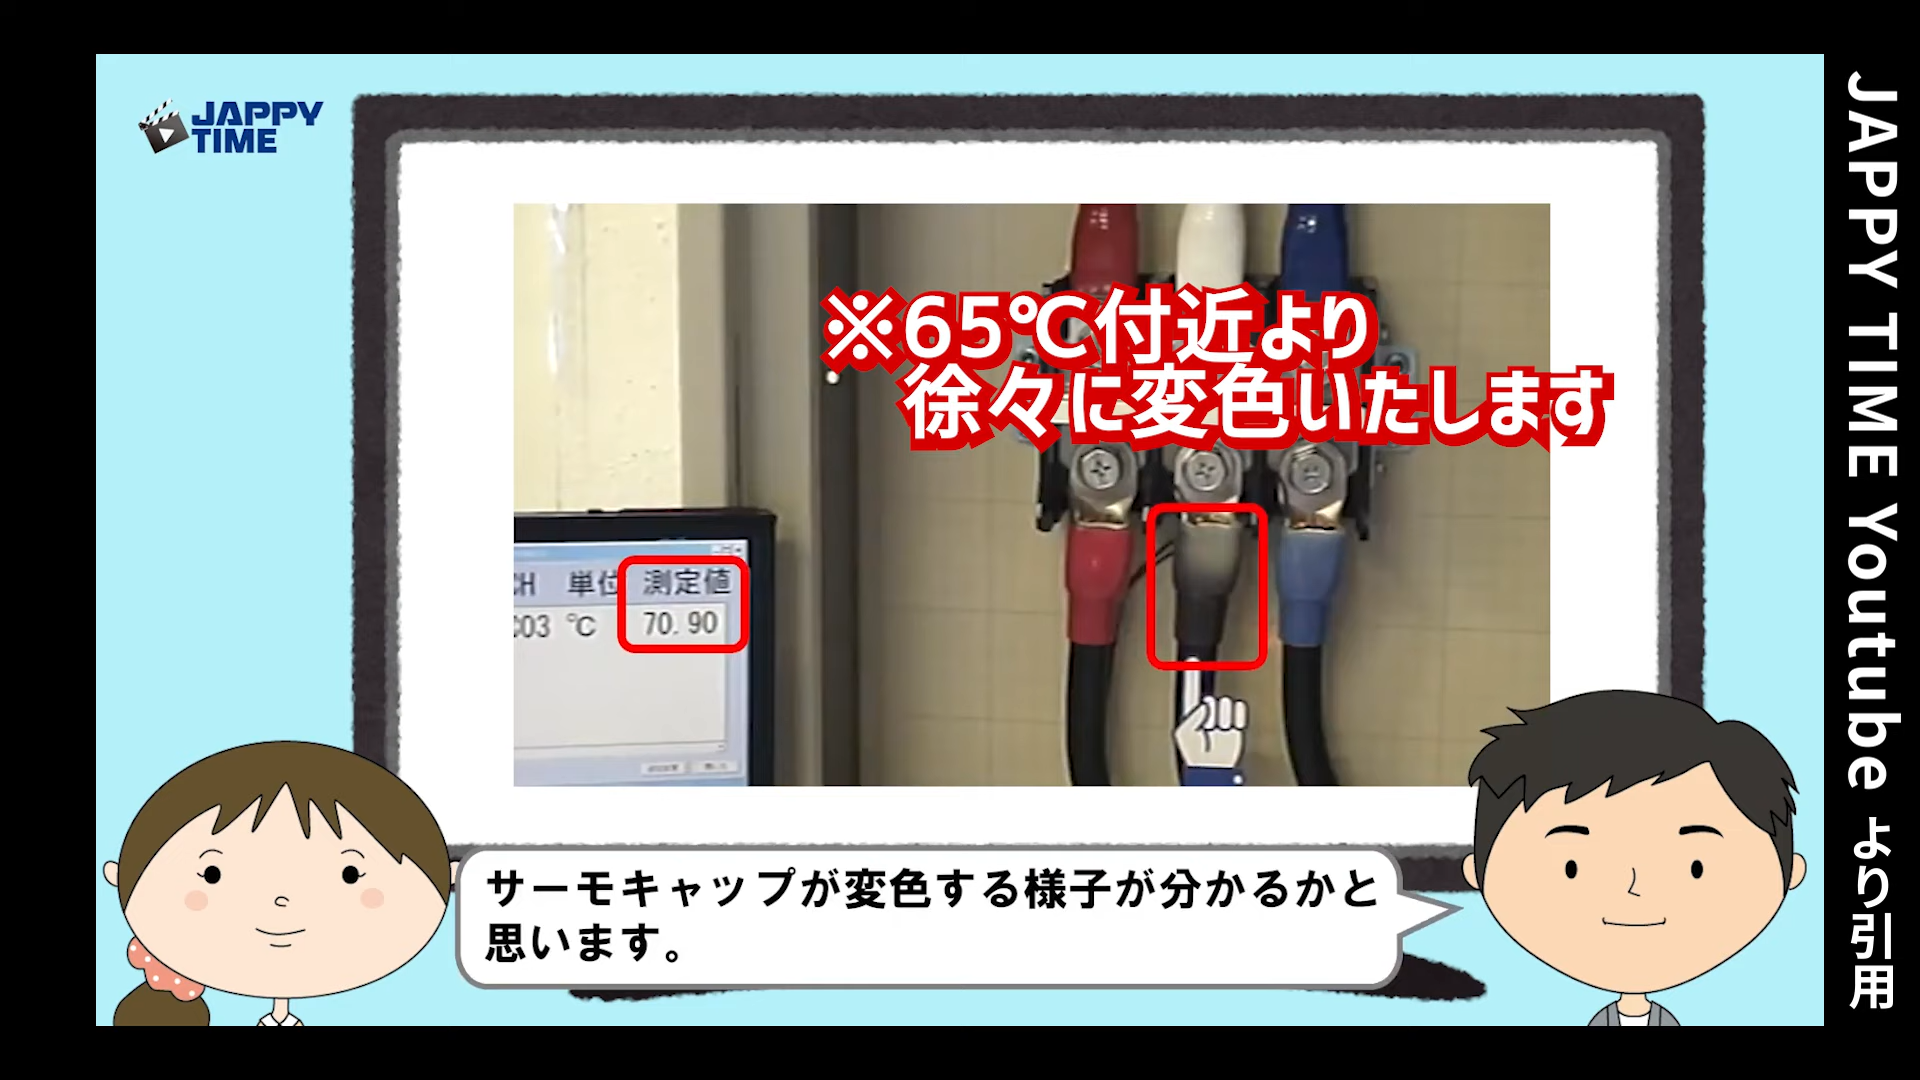 JAPPY
TIME
※65℃付近より
徐々に変色いたします
CH 単位 測定値
C03 ℃ 70.90
サーモキャップが変色する様子が分かるかと
思います。
JAPPY TIME Youtube より引用